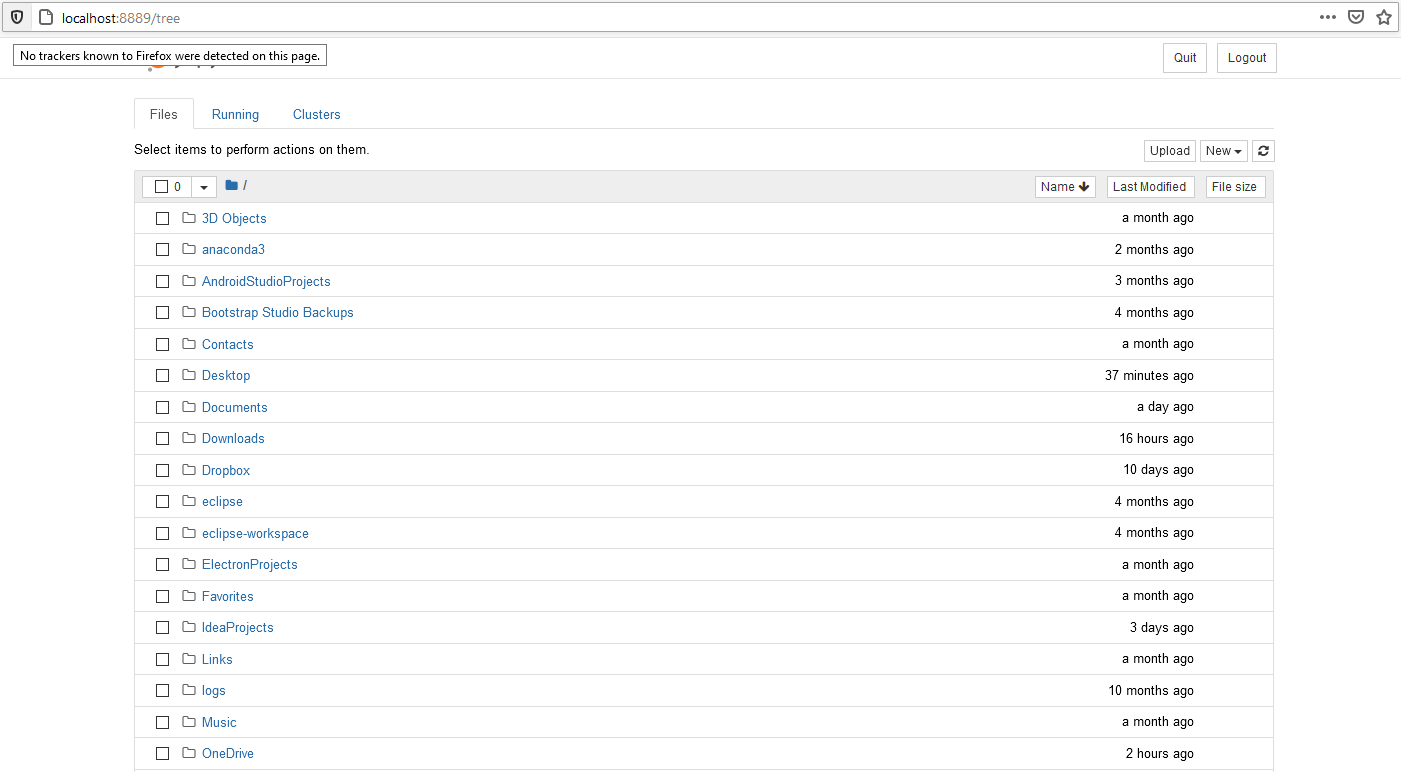 localhost:8889/tree
No trackers known to Firefox were detected on this page.
Quit Logout
Files Running Clusters
Select items to perform actions on them.
Upload New
0 / Name Last Modified File size
3D Objects a month ago
anaconda3 2 months ago
AndroidStudioProjects 3 months ago
Bootstrap Studio Backups 4 months ago
Contacts a month ago
Desktop 37 minutes ago
Documents a day ago
Downloads 16 hours ago
Dropbox 10 days ago
eclipse 4 months ago
eclipse-workspace 4 months ago
ElectronProjects a month ago
Favorites a month ago
IdeaProjects 3 days ago
Links a month ago
logs 10 months ago
Music a month ago
OneDrive 2 hours ago